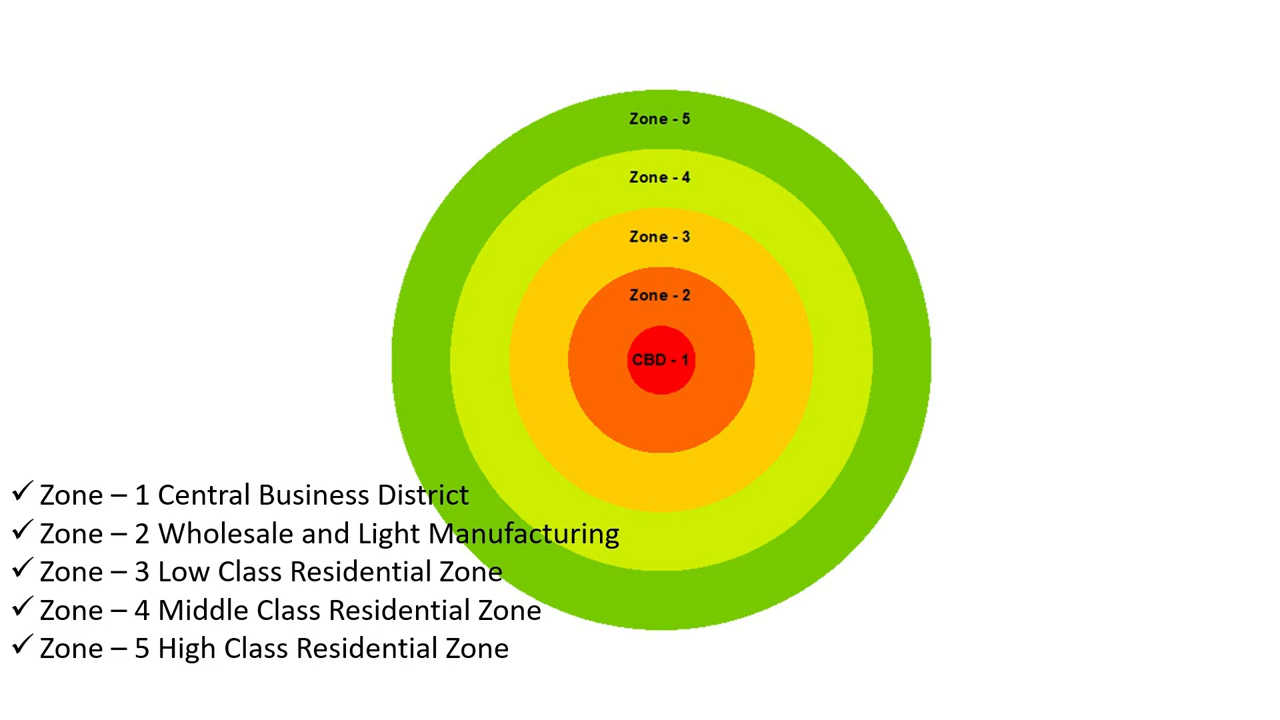 Zone - 5
Zone - 4
Zone - 3
Zone - 2
CBD - 1
✓ Zone – 1 Central Business District
✓ Zone – 2 Wholesale and Light Manufacturing
✓ Zone – 3 Low Class Residential Zone
✓ Zone – 4 Middle Class Residential Zone
✓ Zone – 5 High Class Residential Zone